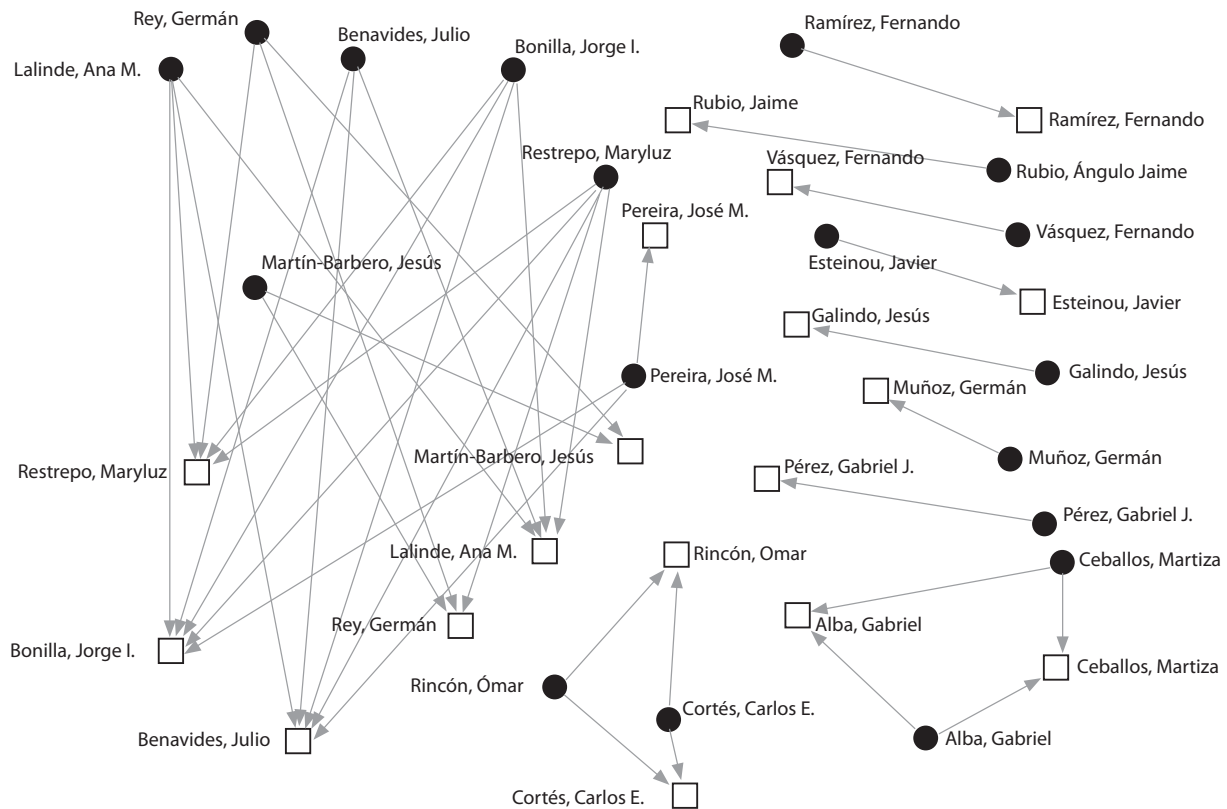 Rey, Germán
Benavides, Julio
Bonilla, Jorge I.
Ramírez, Fernando
Lalinde, Ana M.
Rubio, Jaime
Ramírez, Fernando
Restrepo, Maryluz
Vásquez, Fernando
Rubio, Ángulo Jaime
Pereira, José M.
Vásquez, Fernando
Martín-Barbero, Jesús
Esteinou, Javier
Esteinou, Javier
Galindo, Jesús
Pereira, José M.
Galindo, Jesús
Muñoz, Germán
Restrepo, Maryluz
Martín-Barbero, Jesús
Muñoz, Germán
Pérez, Gabriel J.
Pérez, Gabriel J.
Lalinde, Ana M.
Rincón, Omar
Ceballos, Martiza
Rey, Germán
Alba, Gabriel
Bonilla, Jorge I.
Ceballos, Martiza
Rincón, Ómar
Cortés, Carlos E.
Benavides, Julio
Alba, Gabriel
Cortés, Carlos E.